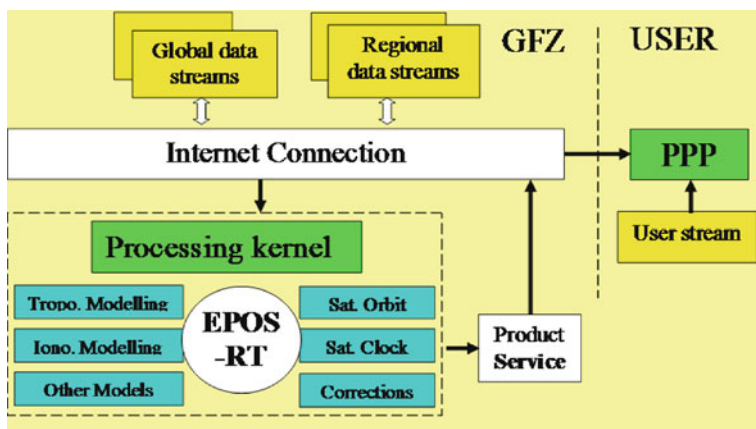 Global data
streams
Regional
data streams
GFZ
USER
Internet Connection
PPP
User stream
Processing kernel
Tropo. Modelling
Iono. Modelling
Other Models
EPOS
-RT
Sat. Orbit
Sat. Clock
Corrections
Product
Service